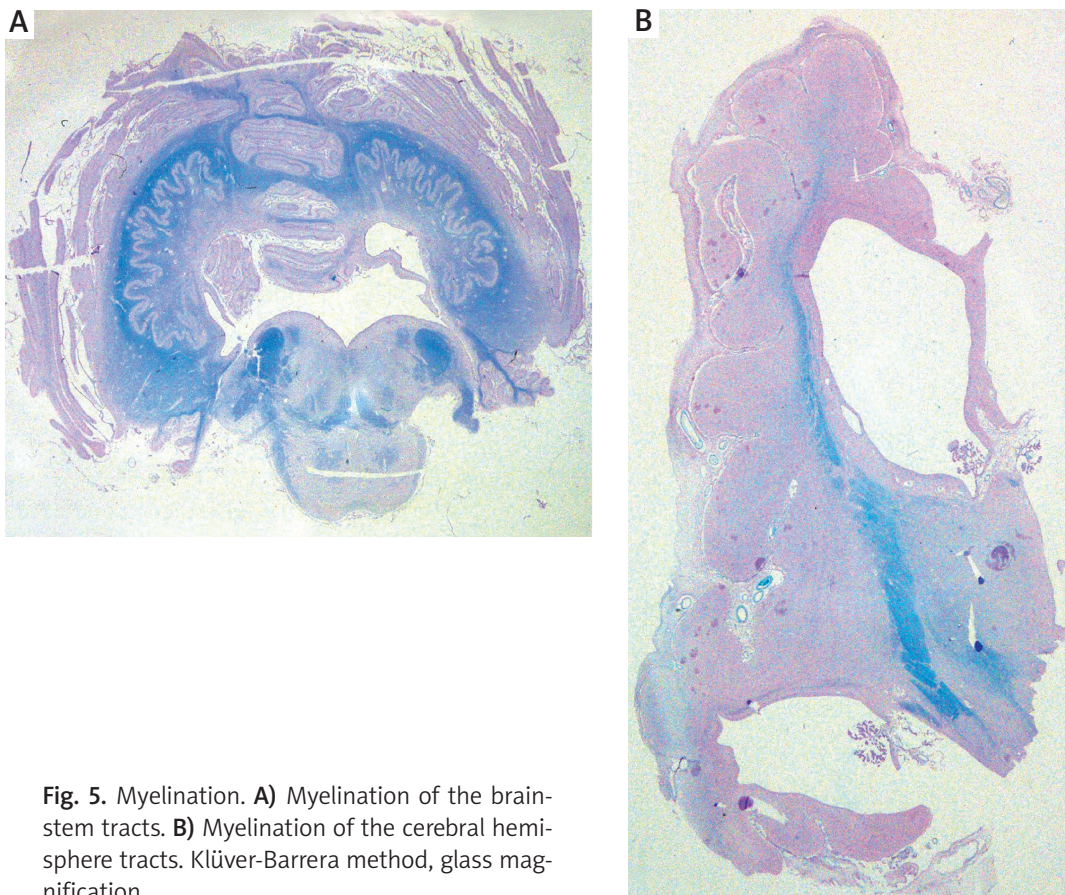 A
B
Fig. 5. Myelination. A) Myelination of the brain-
stem tracts. B) Myelination of the cerebral hemi-
sphere tracts. Klüver-Barrera method, glass mag-
nification.